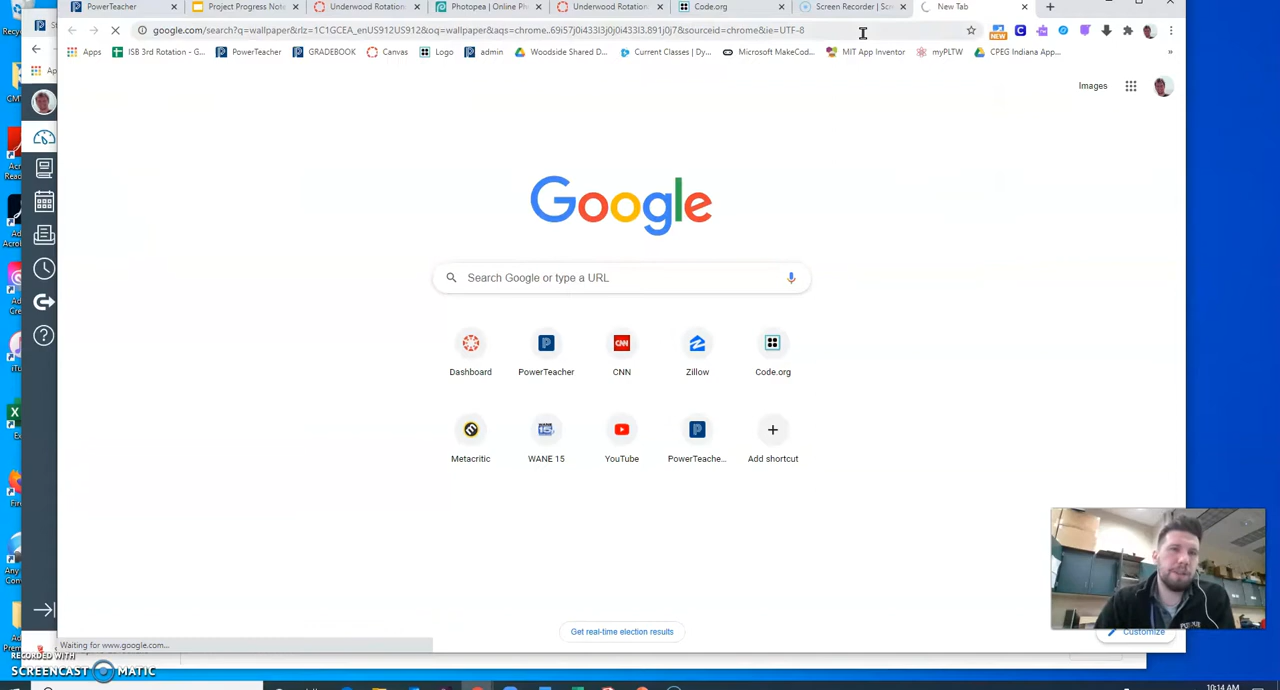 PowerTeacher
Project Progress Note
Underwood Rotation
Photopea | Online Ph
Underwood Rotation
Code.org
Screen Recorder | Scre
New Tab
google.com/search?q=wallpaper&rlz=1C1GCEA_enUS912US912&oq=wallpaper&aqs=chrome..69i57j0i433l3j0j0i433l3.891j0j7&sourceid=chrome&ie=UTF-8
Apps
ISB 3rd Rotation - G...
PowerTeacher
GRADEBOOK
Canvas
Logo
admin
Woodside Shared D...
Current Classes | Dy...
Microsoft MakeCod...
MIT App Inventor
myPLTW
CPEG Indiana App...
»
NEW
Images
Google
Search Google or type a URL
Dashboard
PowerTeacher
CNN
Zillow
Code.org
Metacritic
WANE 15
YouTube
PowerTeache...
Add shortcut
Get real-time election results
Customize
Waiting for www.google.com...
RECORDED WITH
SCREENCAST MATIC
10:14 AM